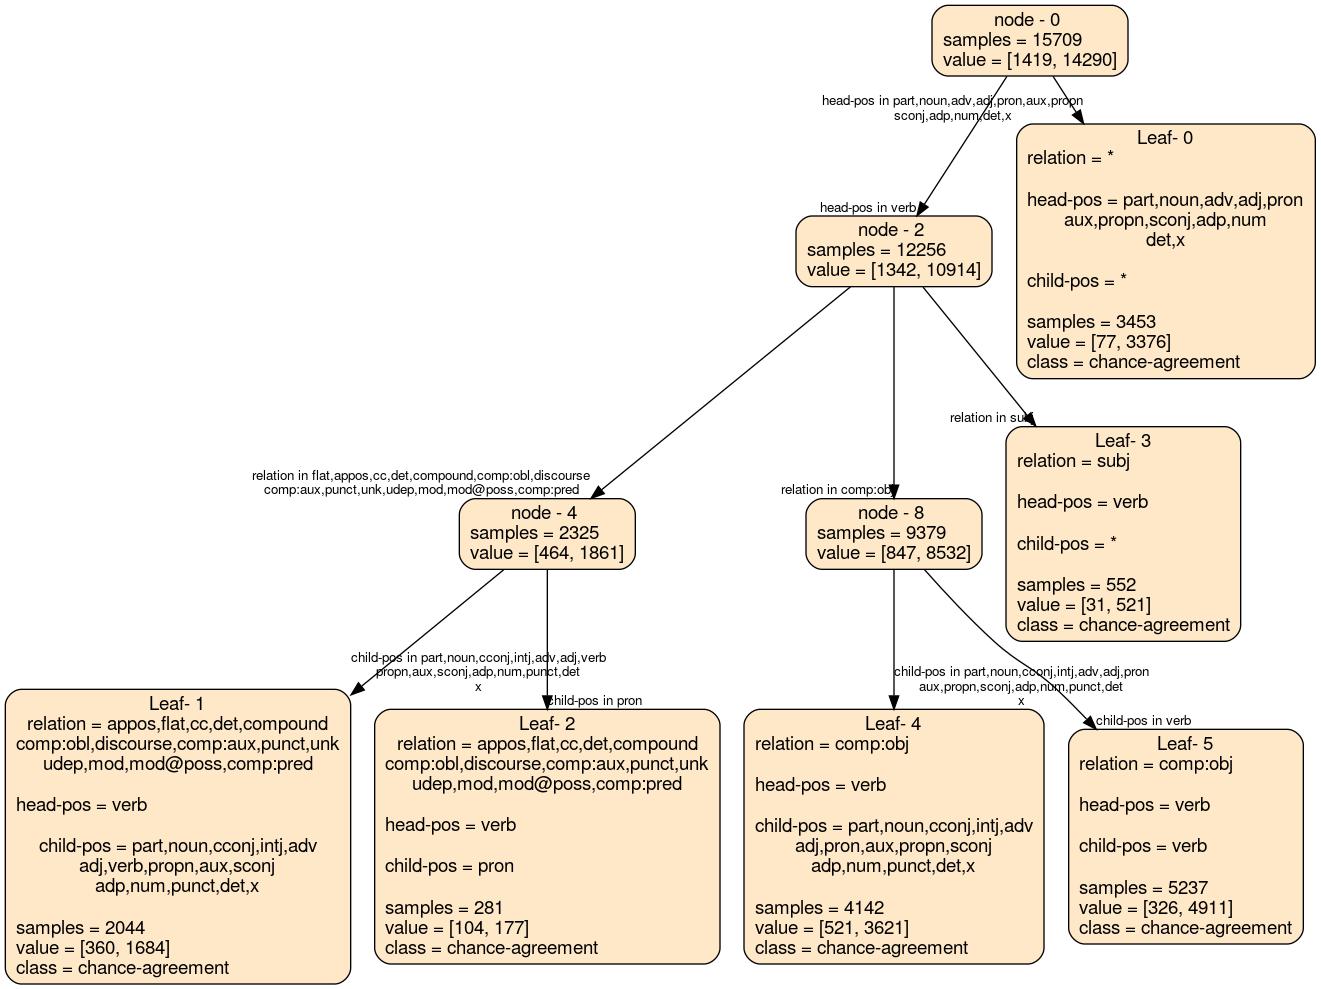 node - 0
samples = 15709
value = [1419, 14290]
head-pos in part,noun,adv,adj,pron,aux,propn
sconj,adp,num,det,x
Leaf- 0
relation = *
head-pos = part,noun,adv,adj,pron
aux,propn,sconj,adp,num
det,x
child-pos = *
samples = 3453
value = [77, 3376]
class = chance-agreement
head-pos in verb
node - 2
samples = 12256
value = [1342, 10914]
relation in subj
Leaf- 3
relation = subj
head-pos = verb
child-pos = *
samples = 552
value = [31, 521]
class = chance-agreement
relation in flat,appos,cc,det,compound,comp:obl,discourse
comp:aux,punct,unk,udep,mod,mod@poss,comp:pred
node - 4
samples = 2325
value = [464, 1861]
relation in comp:obj
node - 8
samples = 9379
value = [847, 8532]
child-pos in part,noun,cconj,intj,adv,adj,verb
propn,aux,sconj,adp,num,punct,det
x
Leaf- 1
relation = appos,flat,cc,det,compound
comp:obl,discourse,comp:aux,punct,unk
udep,mod,mod@poss,comp:pred
head-pos = verb
child-pos = part,noun,cconj,intj,adv
adj,verb,propn,aux,sconj
adp,num,punct,det,x
samples = 2044
value = [360, 1684]
class = chance-agreement
child-pos in pron
Leaf- 2
relation = appos,flat,cc,det,compound
comp:obl,discourse,comp:aux,punct,unk
udep,mod,mod@poss,comp:pred
head-pos = verb
child-pos = pron
samples = 281
value = [104, 177]
class = chance-agreement
child-pos in part,noun,cconj,intj,adv,adj,pron
aux,propn,sconj,adp,num,punct,det
x
Leaf- 4
relation = comp:obj
head-pos = verb
child-pos = part,noun,cconj,intj,adv
adj,pron,aux,propn,sconj
adp,num,punct,det,x
samples = 4142
value = [521, 3621]
class = chance-agreement
child-pos in verb
Leaf- 5
relation = comp:obj
head-pos = verb
child-pos = verb
samples = 5237
value = [326, 4911]
class = chance-agreement